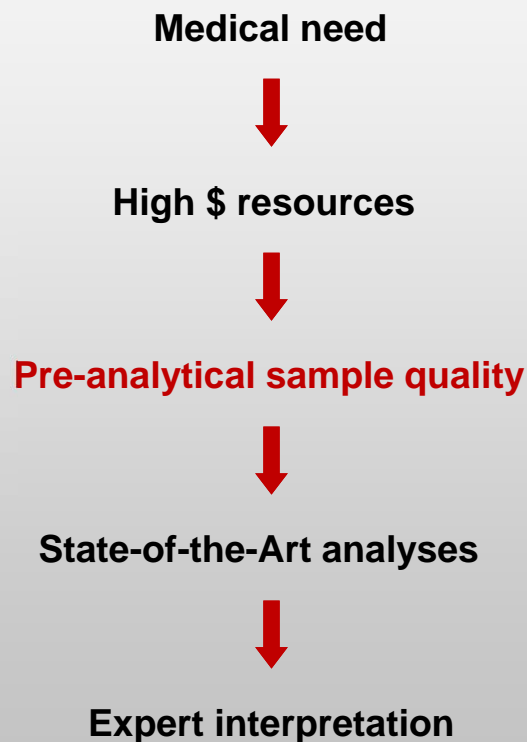 Medical need
High $ resources
Pre-analytical sample quality
State-of-the-Art analyses
Expert interpretation